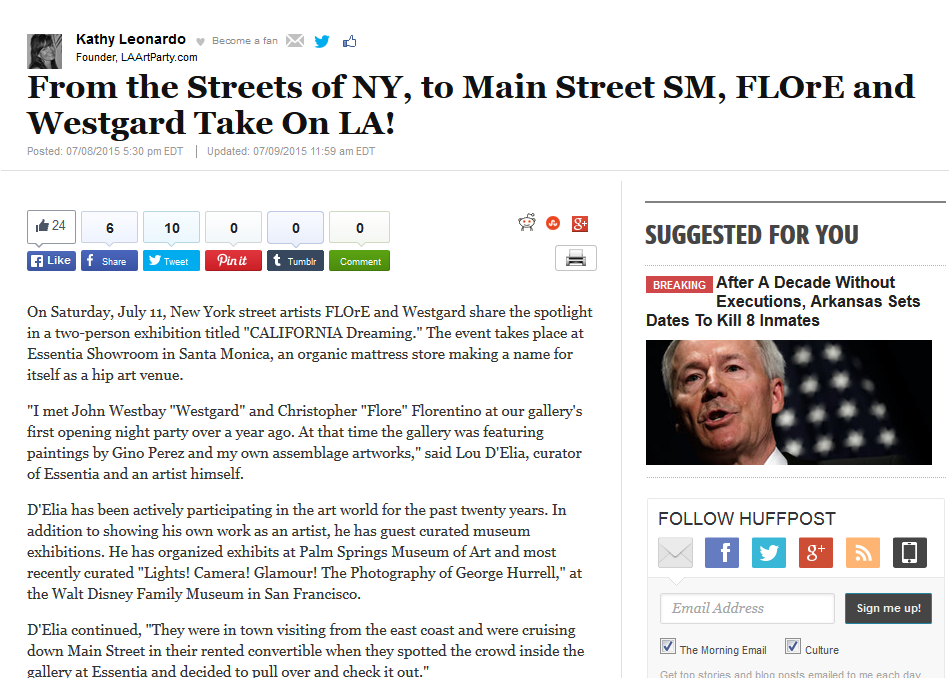 Kathy Leonardo Become a fan
Founder, LAArtParty.com
From the Streets of NY, to Main Street SM, FLOrE and
Westgard Take On LA!
Posted: 07/08/2015 5:30 pm EDT | Updated: 07/09/2015 11:59 am EDT
24 6 10 0 0 0
Like Share Tweet Pin it Tumblr Comment
On Saturday, July 11, New York street artists FLOrE and Westgard share the spotlight
in a two-person exhibition titled "CALIFORNIA Dreaming." The event takes place at
Essentia Showroom in Santa Monica, an organic mattress store making a name for
itself as a hip art venue.
"I met John Westbay "Westgard" and Christopher "Flore" Florentino at our gallery's
first opening night party over a year ago. At that time the gallery was featuring
paintings by Gino Perez and my own assemblage artworks," said Lou D'Elia, curator
of Essentia and an artist himself.
D'Elia has been actively participating in the art world for the past twenty years. In
addition to showing his own work as an artist, he has guest curated museum
exhibitions. He has organized exhibits at Palm Springs Museum of Art and most
recently curated "Lights! Camera! Glamour! The Photography of George Hurrell," at
the Walt Disney Family Museum in San Francisco.
D'Elia continued, "They were in town visiting from the east coast and were cruising
down Main Street in their rented convertible when they spotted the crowd inside the
gallery at Essentia and decided to pull over and check it out."
SUGGESTED FOR YOU
BREAKING After A Decade Without
Executions, Arkansas Sets
Dates To Kill 8 Inmates
FOLLOW HUFFPOST
Email Address Sign me up!
The Morning Email Culture
Get top stories and blog posts emailed to me each day